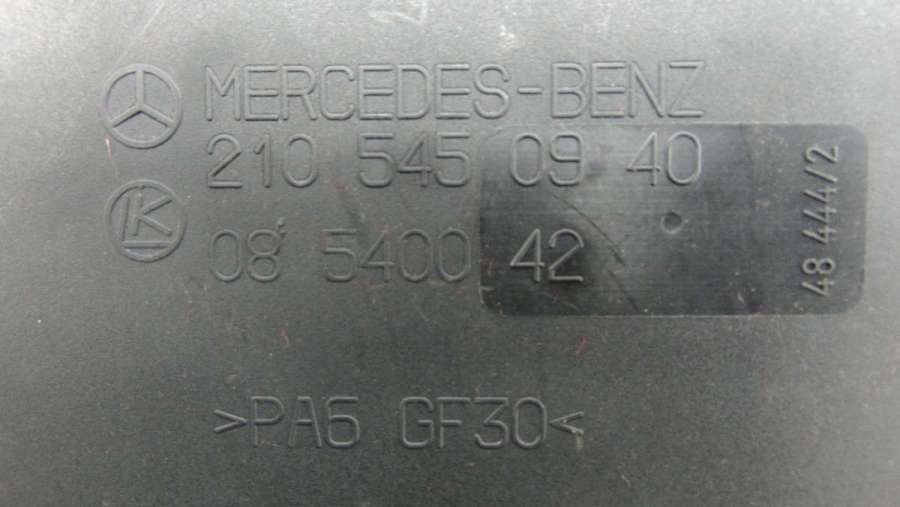 MERCEDES-BENZ
210 545 09 40
K
08 5400 42
48 444/2
>PA6 GF30<